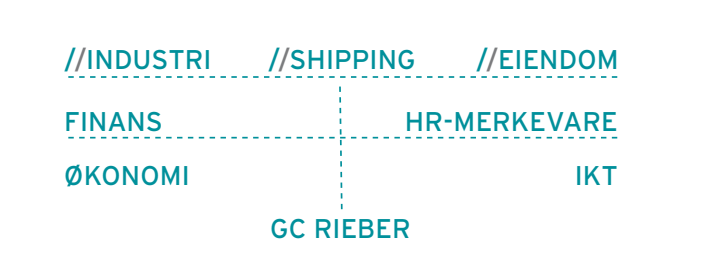 //INDUSTRI //SHIPPING //EIENDOM
FINANS HR-MERKEVARE
ØKONOMI IKT
GC RIEBER